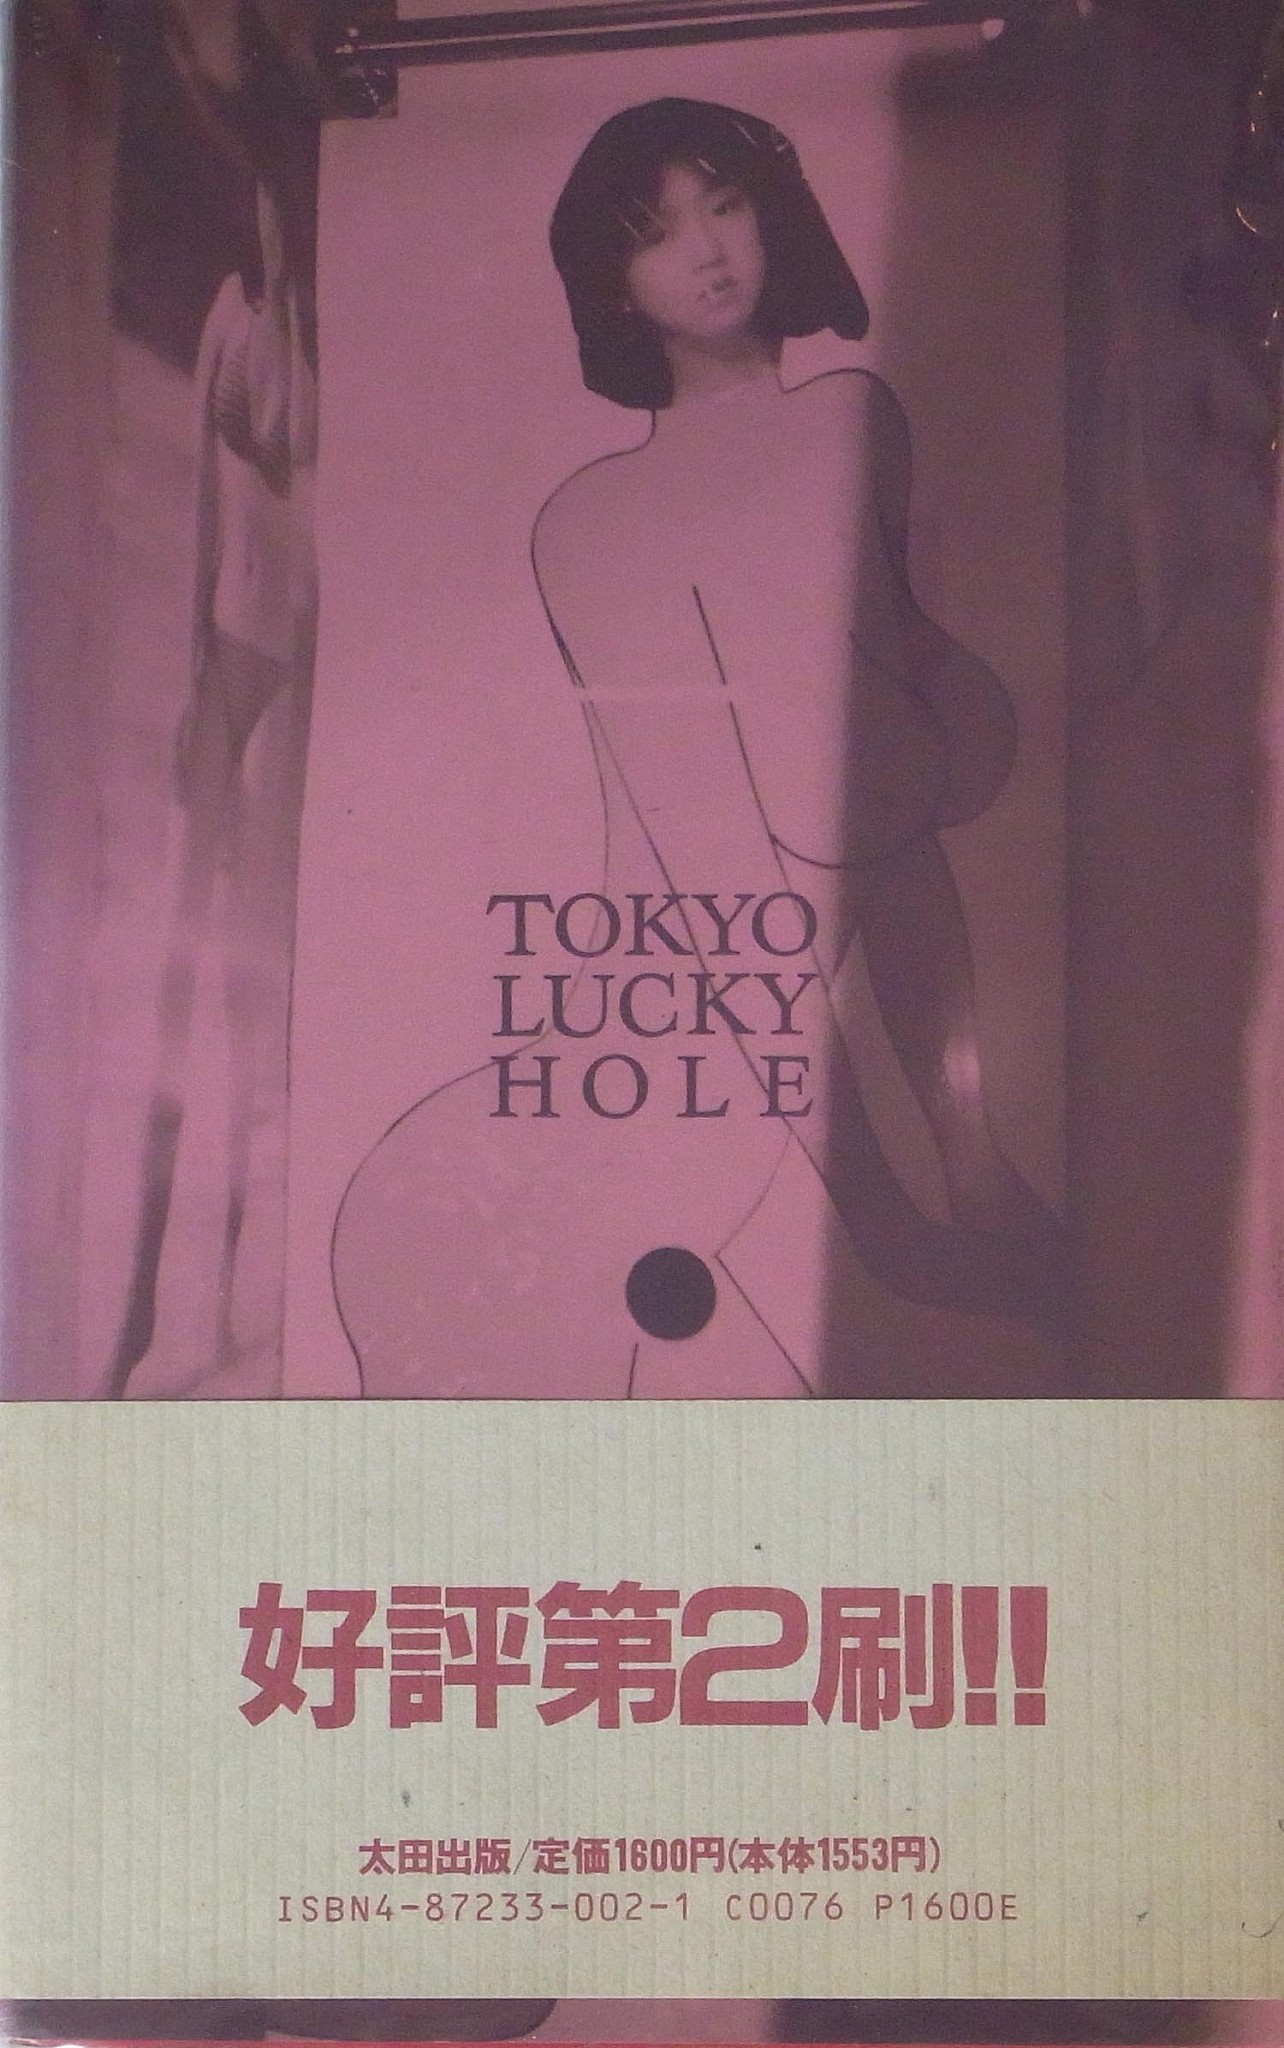 TOKYO
LUCKY
HOLE
好評第2刷!!
太田出版/定価1600円(本体1553円)
ISBN4-87233-002-1 C0076 P1600E